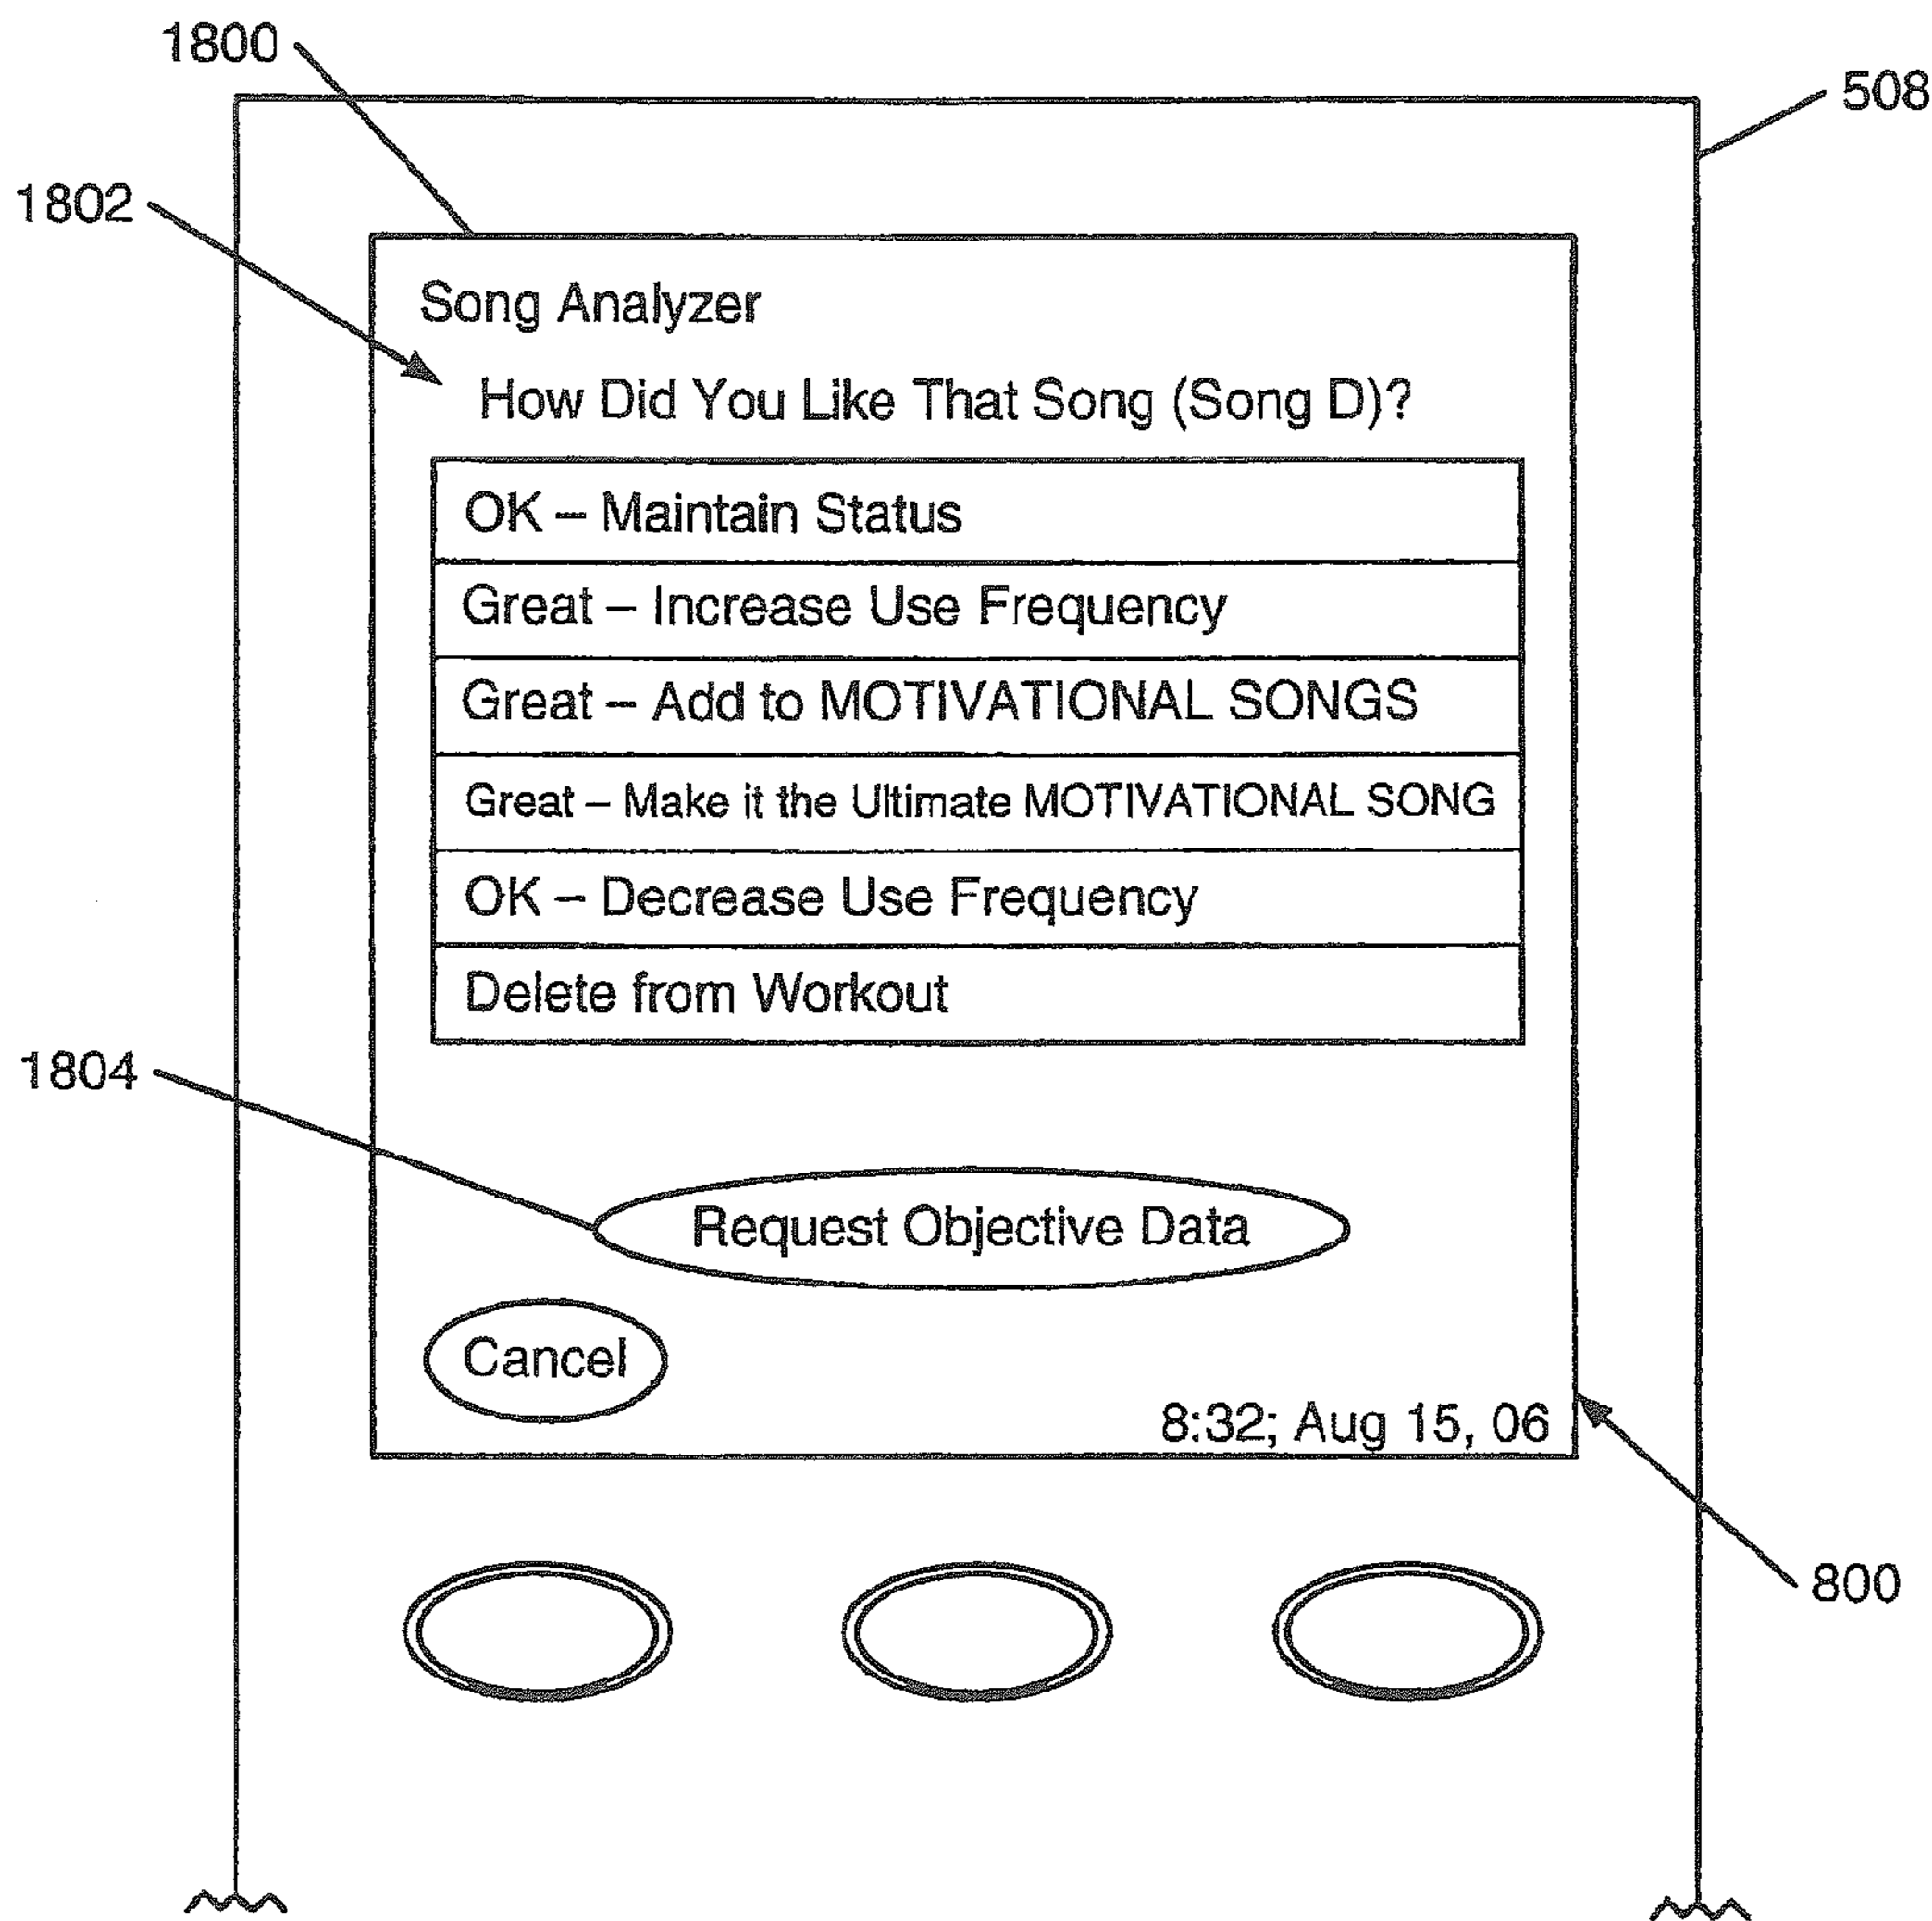 1800
508
1802
Song Analyzer
How Did You Like That Song (Song D)?
OK – Maintain Status
Great – Increase Use Frequency
Great – Add to MOTIVATIONAL SONGS
Great – Make it the Ultimate MOTIVATIONAL SONG
OK – Decrease Use Frequency
Delete from Workout
1804
Request Objective Data
Cancel
8:32; Aug 15, 06
800